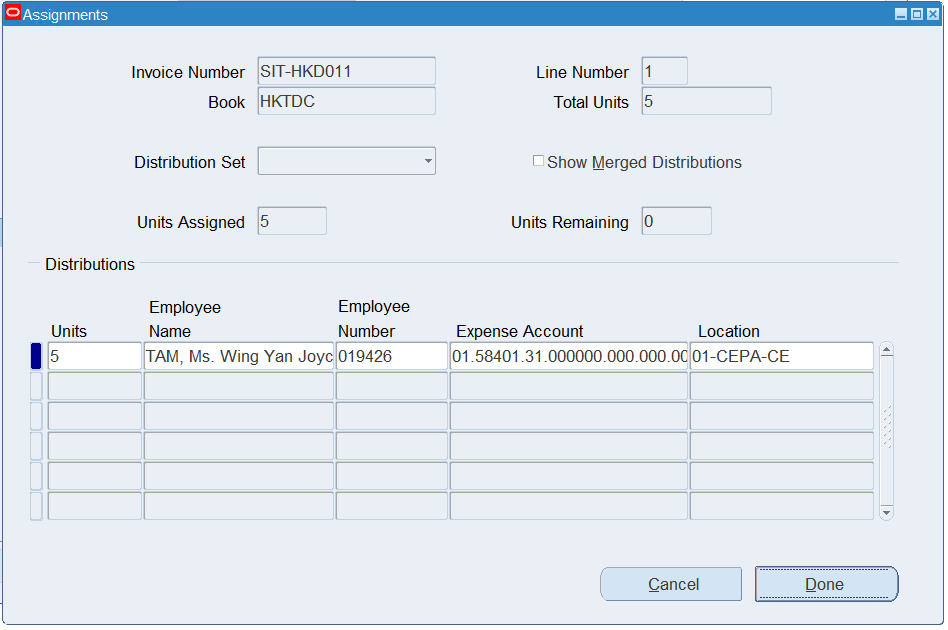 Assignments
Invoice Number SIT-HKD011 Line Number 1
Book HKTDC Total Units 5
Distribution Set Show Merged Distributions
Units Assigned 5 Units Remaining 0
Distributions
Employee Employee
Units Name Number Expense Account Location
5 TAM, Ms. Wing Yan Joyc 019426 01.58401.31.000000.000.000.00 01-CEPA-CE
Cancel Done